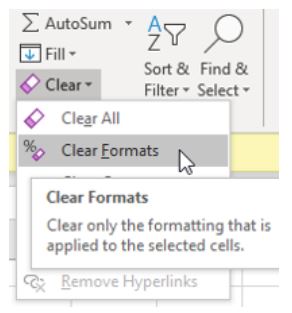 ∑ AutoSum
Fill
Clear
Sort & Filter
Find & Select
Clear All
Clear Formats
Clear Formats
Clear only the formatting that is
applied to the selected cells.
Remove Hyperlinks